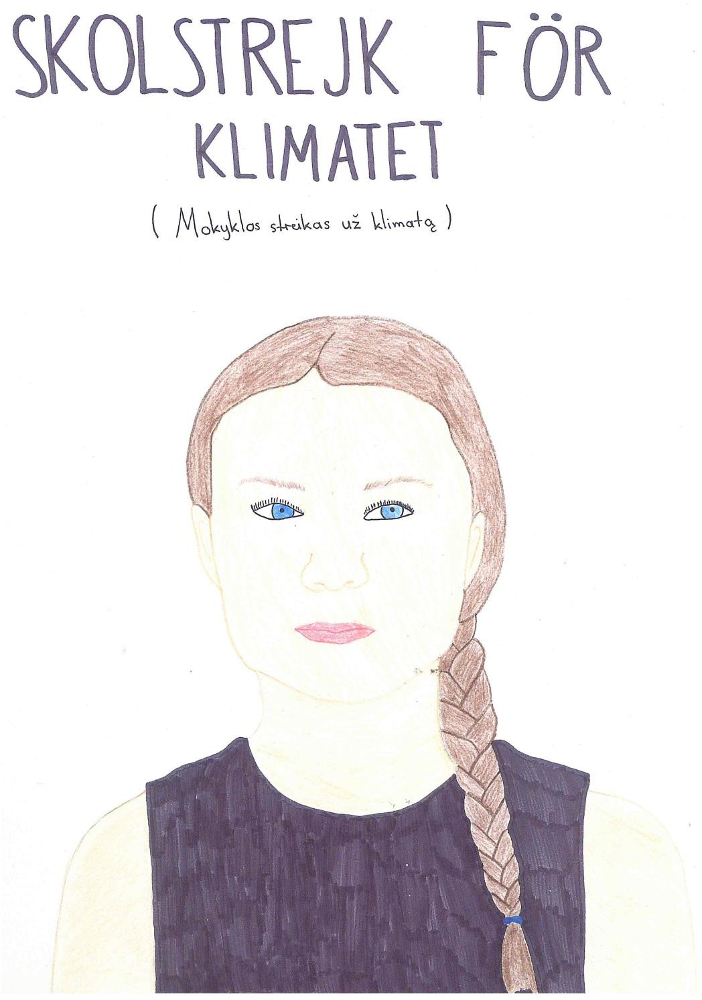 SKOLSTREJK FÖR
KLIMATET
(Mokyklos streikas už klimatą)